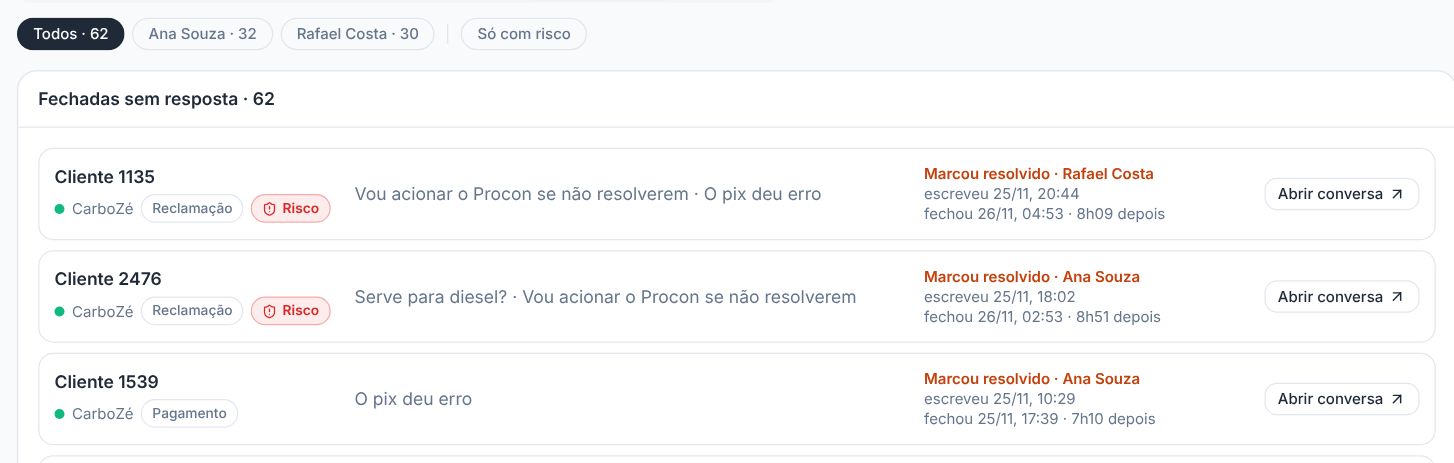 Todos · 62
Ana Souza · 32
Rafael Costa · 30
Só com risco
Fechadas sem resposta · 62
Cliente 1135
CarboZé
Reclamação
Risco
Vou acionar o Procon se não resolverem · O pix deu erro
Marcou resolvido · Rafael Costa
escreveu 25/11, 20:44
fechou 26/11, 04:53 · 8h09 depois
Abrir conversa
Cliente 2476
CarboZé
Reclamação
Risco
Serve para diesel? · Vou acionar o Procon se não resolverem
Marcou resolvido · Ana Souza
escreveu 25/11, 18:02
fechou 26/11, 02:53 · 8h51 depois
Abrir conversa
Cliente 1539
CarboZé
Pagamento
O pix deu erro
Marcou resolvido · Ana Souza
escreveu 25/11, 10:29
fechou 25/11, 17:39 · 7h10 depois
Abrir conversa